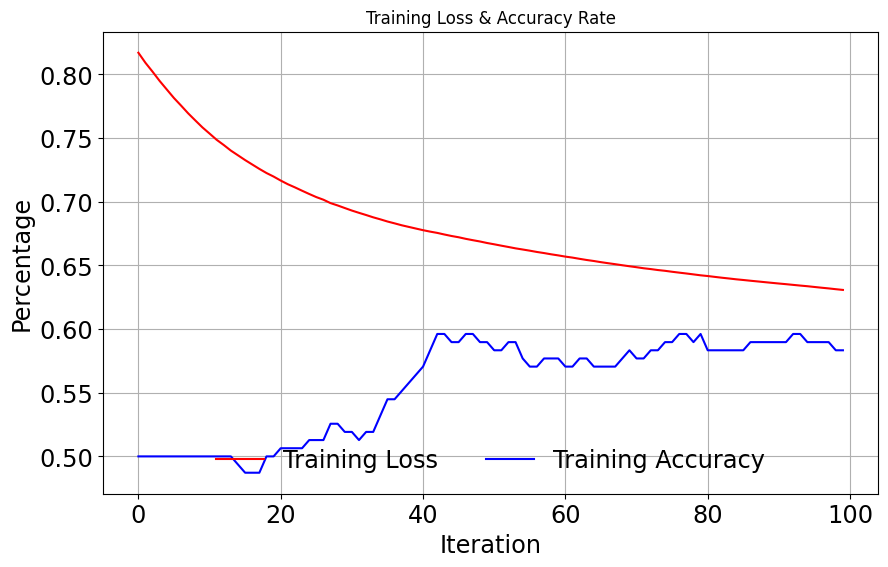 Training Loss & Accuracy Rate
0.80
0.75
0.70
0.65
0.60
0.55
0.50
Percentage
Training Loss
Training Accuracy
0
20
40
60
80
100
Iteration